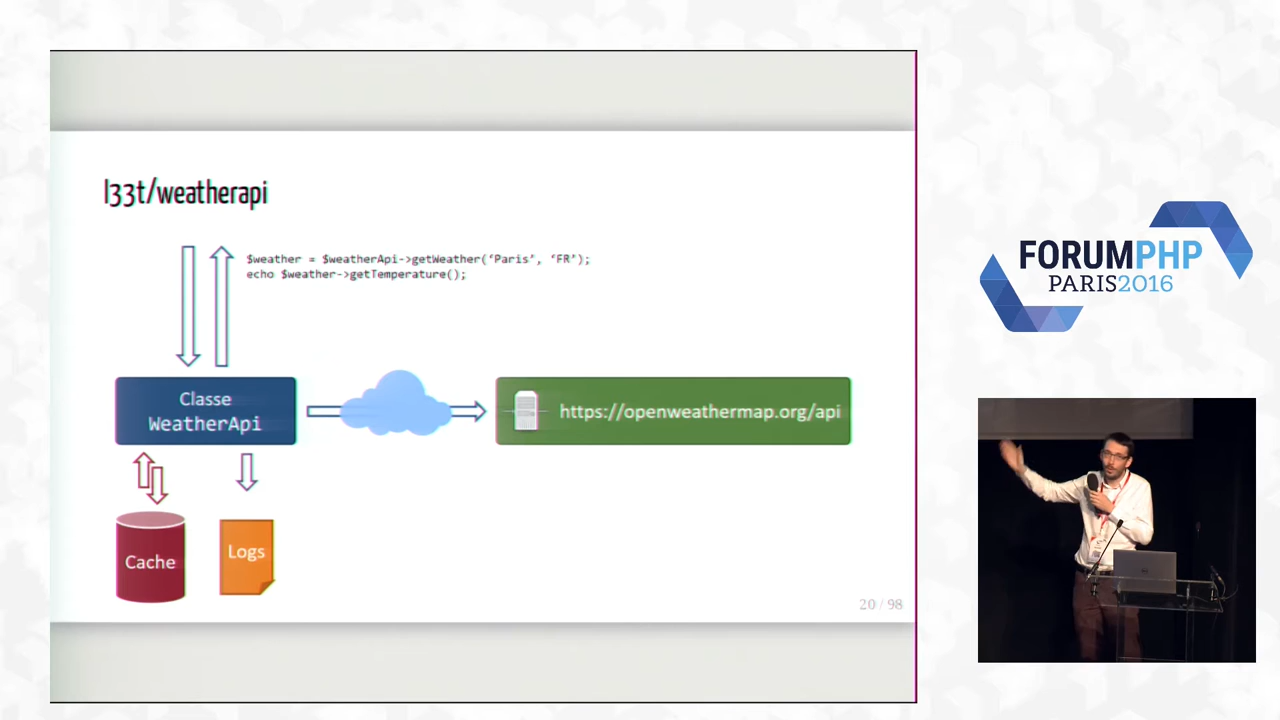 l33t/weatherapi
$weather = $weatherApi->getWeather(‘Paris’, ‘FR’);
echo $weather->getTemperature();
Classe
WeatherApi
https://openweathermap.org/api
Cache
Logs
20 / 98
FORUMPHP
PARIS2016